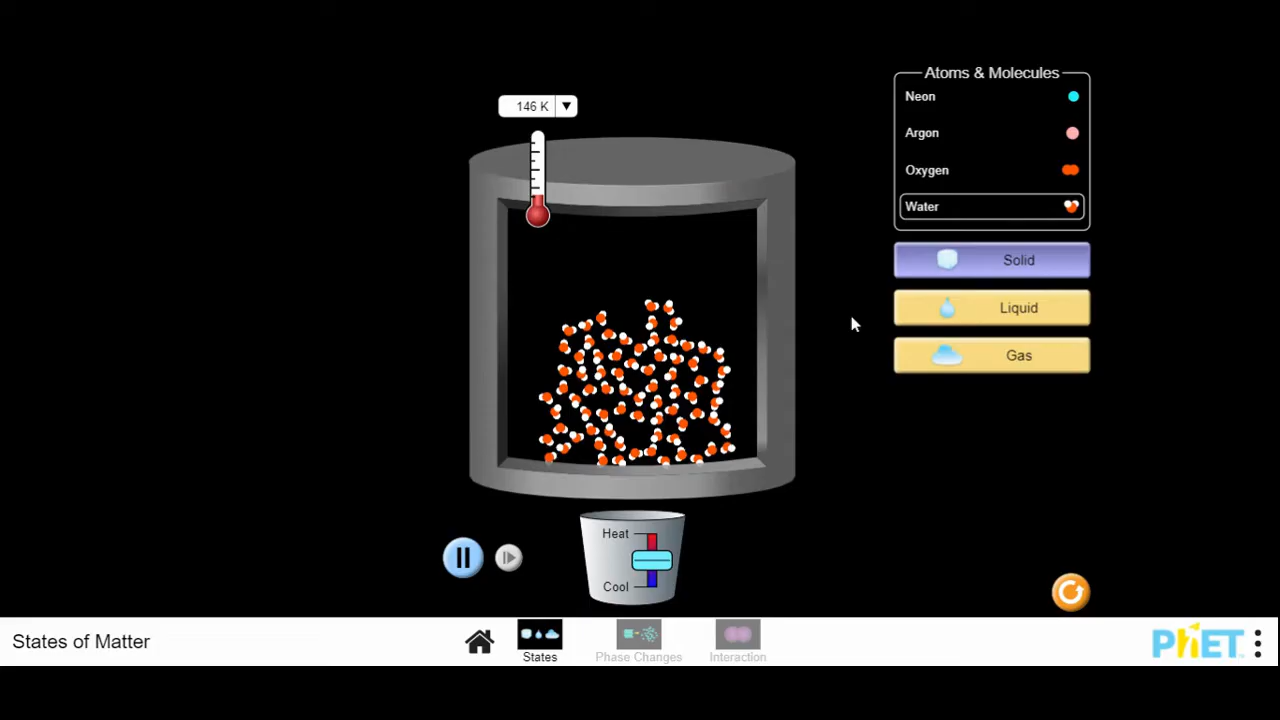 Atoms & Molecules
Neon
146 K
Argon
Oxygen
Water
Solid
Liquid
Gas
Heat
Cool
States of Matter
States
Phase Changes
Interaction
PhET